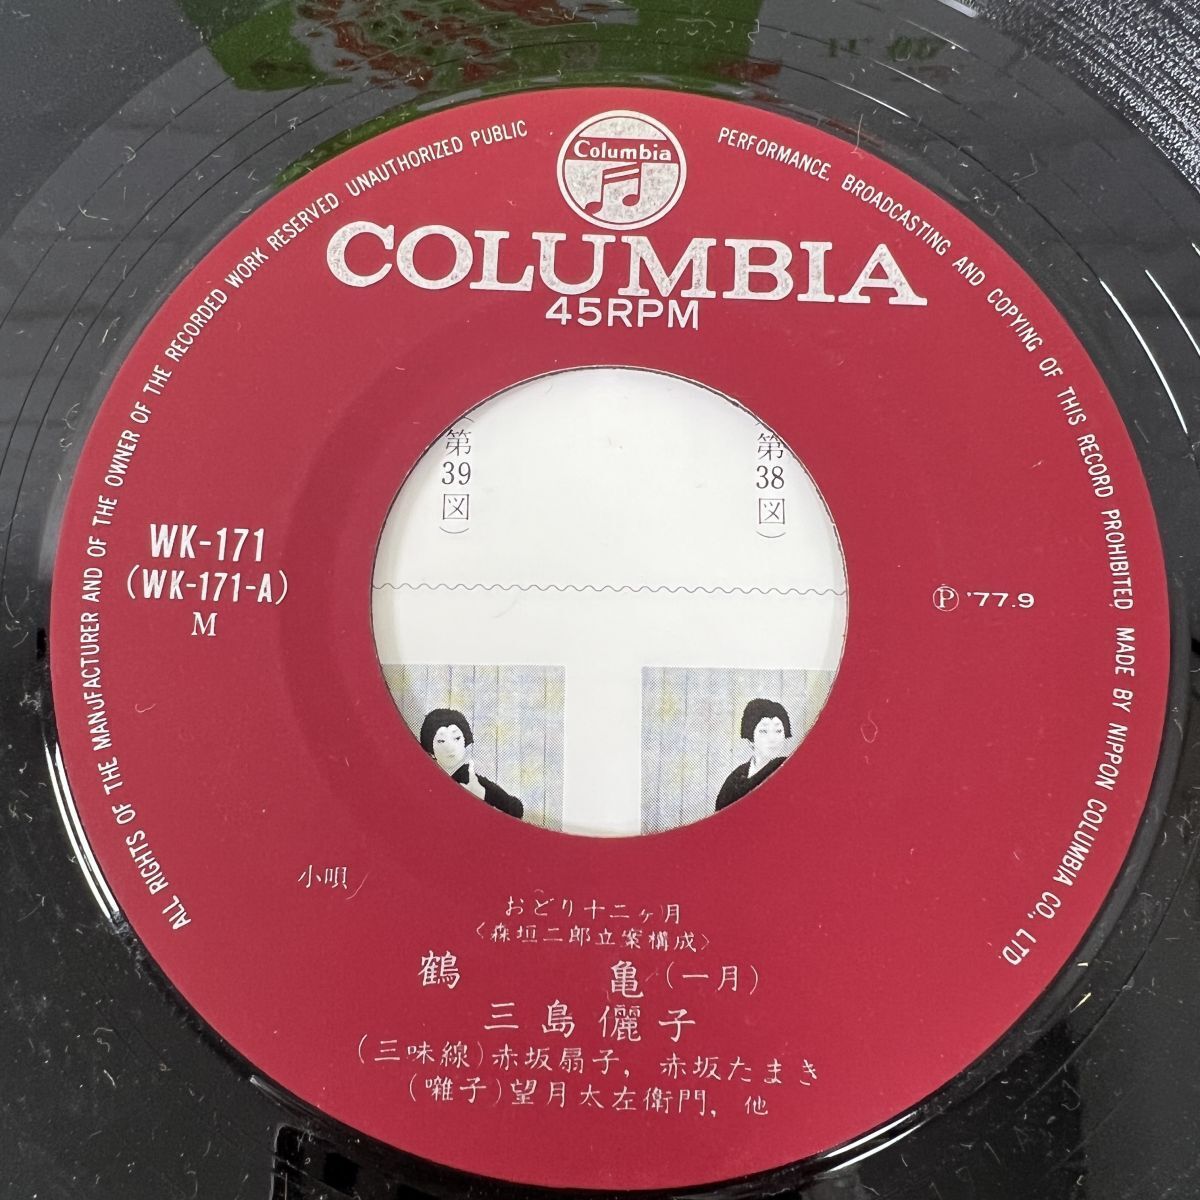 Columbia
COLUMBIA
45RPM
ALL RIGHTS OF THE MANUFACTURER AND OF THE OWNER OF THE RECORDED WORK RESERVED UNAUTHORIZED PUBLIC PERFORMANCE. BROADCASTING AND COPYING OF THIS RECORD PROHIBITED MADE BY NIPPON COLUMBIA CO., LTD.
(第39図)
(第38図)
WK-171
(WK-171-A)
M
Ⓟ '77.9
小唄
おどり十二ヶ月
〈森垣二郎立案構成〉
鶴 亀(一月)
三島儷子
(三味線)赤坂扇子, 赤坂たまき
(囃子)望月太左衛門, 他